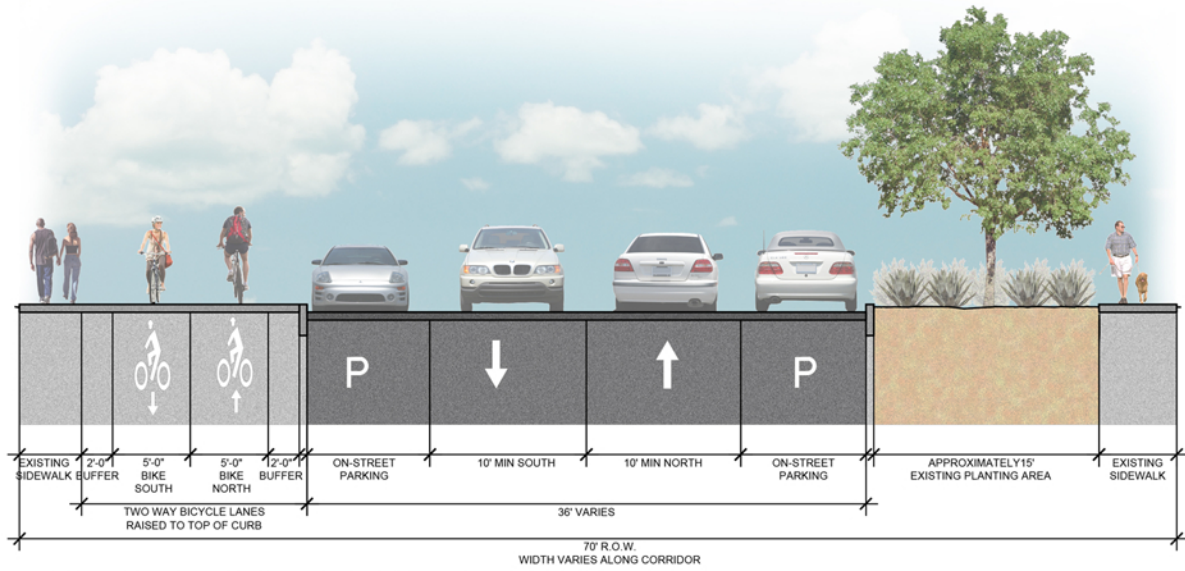 P
P
EXISTING
SIDEWALK
2'-0"
BUFFER
5'-0"
BIKE
SOUTH
5'-0"
BIKE
NORTH
2'-0"
BUFFER
ON-STREET
PARKING
10' MIN SOUTH
10' MIN NORTH
ON-STREET
PARKING
APPROXIMATELY15'
EXISTING PLANTING AREA
EXISTING
SIDEWALK
TWO WAY BICYCLE LANES
RAISED TO TOP OF CURB
36' VARIES
70' R.O.W.
WIDTH VARIES ALONG CORRIDOR